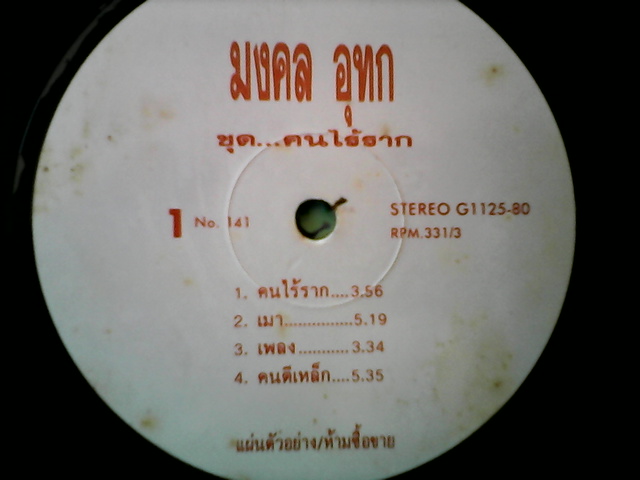 มงคล อุทก
ชุด...คนไร้ราก
1 No. 141
STEREO G1125-80
RPM.331/3
1. คนไร้ราก....3.56
2. เมา..............5.19
3. เพลง...........3.34
4. คนตีเหล็ก....5.35
แผ่นตัวอย่าง/ห้ามซื้อขาย